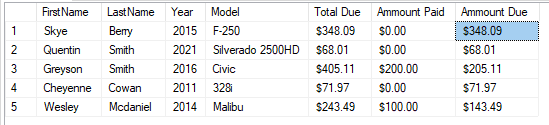 FirstName LastName Year Model Total Due Ammount Paid Ammount Due
1 Skye Berry 2015 F-250 $348.09 $0.00 $348.09
2 Quentin Smith 2021 Silverado 2500HD $68.01 $0.00 $68.01
3 Greyson Smith 2016 Civic $405.11 $200.00 $205.11
4 Cheyenne Cowan 2011 328i $71.97 $0.00 $71.97
5 Wesley Mcdaniel 2014 Malibu $243.49 $100.00 $143.49